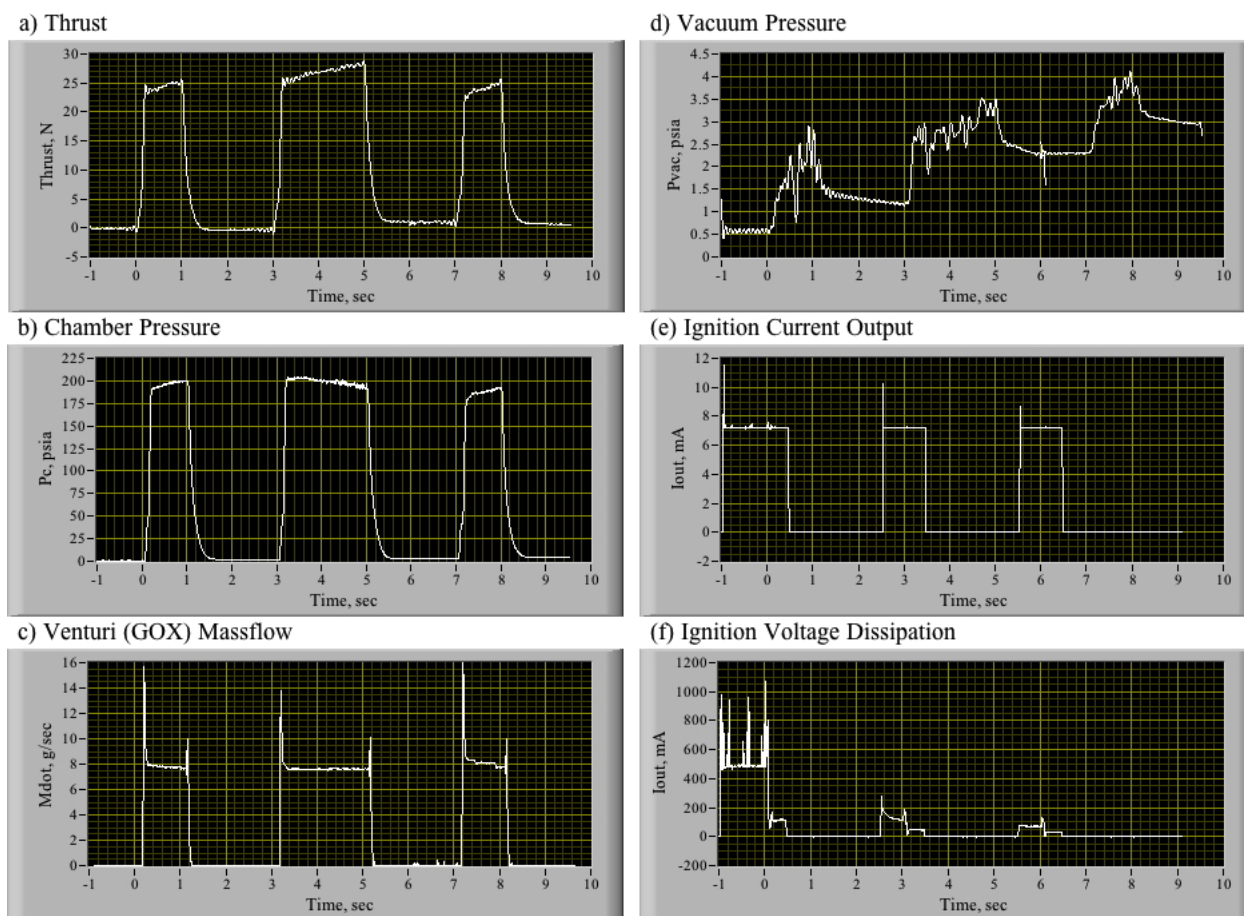 a) Thrust
30
25
20
15
10
5
0
-5
Thrust, N
-1 0 1 2 3 4 5 6 7 8 9 10
Time, sec
b) Chamber Pressure
225
200
175
150
125
100
75
50
25
0
Pc, psia
-1 0 1 2 3 4 5 6 7 8 9 10
Time, sec
c) Venturi (GOX) Massflow
16
14
12
10
8
6
4
2
0
Mdot, g/sec
-1 0 1 2 3 4 5 6 7 8 9 10
Time, sec
d) Vacuum Pressure
4.5
4
3.5
3
2.5
2
1.5
1
0.5
0
Pvac, psia
-1 0 1 2 3 4 5 6 7 8 9 10
Time, sec
(e) Ignition Current Output
12
10
8
6
4
2
0
-2
Iout, mA
-1 0 1 2 3 4 5 6 7 8 9 10
Time, sec
(f) Ignition Voltage Dissipation
1200
1000
800
600
400
200
0
-200
Iout, mA
-1 0 1 2 3 4 5 6 7 8 9 10
Time, sec